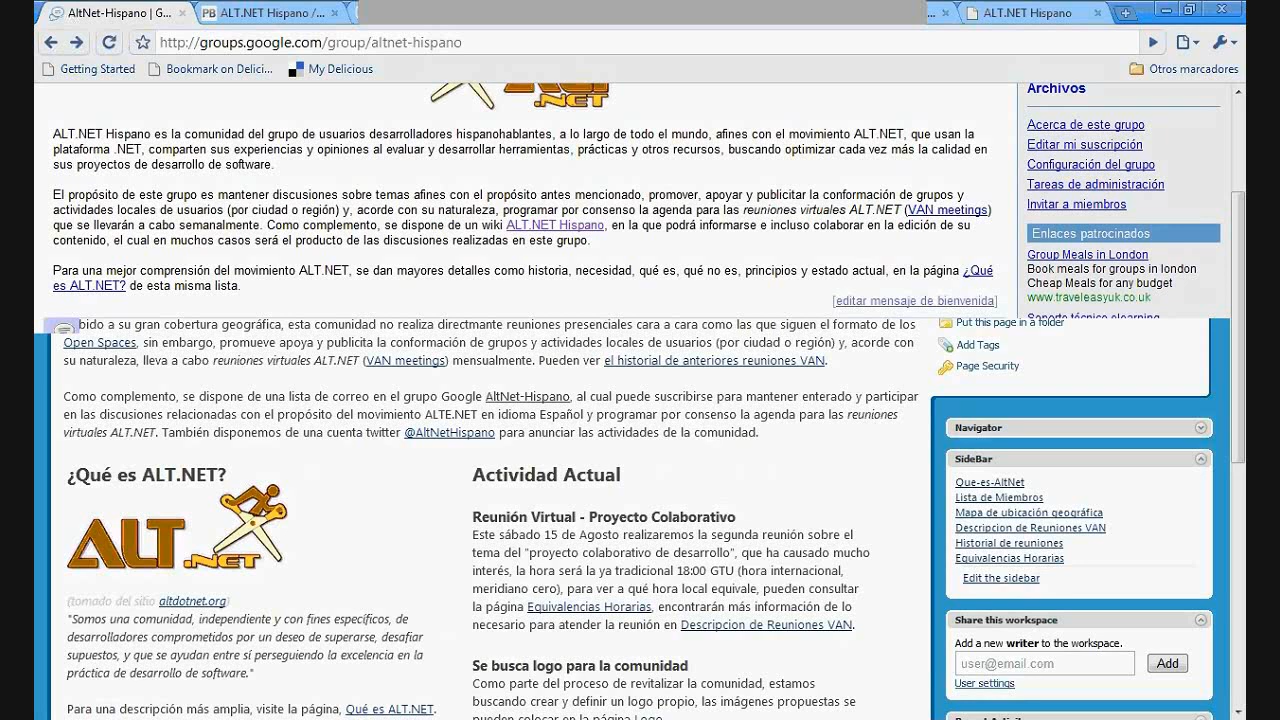 AltNet-Hispano | G...
PB ALT.NET Hispano /...
...
ALT.NET Hispano
http://groups.google.com/group/altnet-hispano
Getting Started
Bookmark on Delici...
My Delicious
Otros marcadores
ALT
.NET
ALT.NET Hispano es la comunidad del grupo de usuarios desarrolladores hispanohablantes, a lo largo de todo el mundo, afines con el movimiento ALT.NET, que usan la
plataforma .NET, comparten sus experiencias y opiniones al evaluar y desarrollar herramientas, prácticas y otros recursos, buscando optimizar cada vez más la calidad en
sus proyectos de desarrollo de software.
El propósito de este grupo es mantener discusiones sobre temas afines con el propósito antes mencionado, promover, apoyar y publicitar la conformación de grupos y
actividades locales de usuarios (por ciudad o región) y, acorde con su naturaleza, programar por consenso la agenda para las reuniones virtuales ALT.NET (VAN meetings)
que se llevarán a cabo semanalmente. Como complemento, se dispone de un wiki ALT.NET Hispano, en la que podrá informarse e incluso colaborar en la edición de su
contenido, el cual en muchos casos será el producto de las discusiones realizadas en este grupo.
Para una mejor comprensión del movimiento ALT.NET, se dan mayores detalles como historia, necesidad, qué es, qué no es, principios y estado actual, en la página ¿Qué
es ALT.NET? de esta misma lista.
[editar mensaje de bienvenida]
Archivos
Acerca de este grupo
Editar mi suscripción
Configuración del grupo
Tareas de administración
Invitar a miembros
Enlaces patrocinados
Group Meals in London
Book meals for groups in london
Cheap Meals for any budget
www.traveleasyuk.co.uk
Soporte técnico elearning
bido a su gran cobertura geográfica, esta comunidad no realiza directmente reuniones presenciales cara a cara como las que siguen el formato de los
Open Spaces, sin embargo, promueve apoya y publicita la conformación de grupos y actividades locales de usuarios (por ciudad o región) y, acorde con
su naturaleza, lleva a cabo reuniones virtuales ALT.NET (VAN meetings) mensualmente. Pueden ver el historial de anteriores reuniones VAN.
Como complemento, se dispone de una lista de correo en el grupo Google AltNet-Hispano, al cual puede suscribirse para mantener enterado y participar
en las discusiones relacionadas con el propósito del movimiento ALTE.NET en idioma Español y programar por consenso la agenda para las reuniones
virtuales ALT.NET. También disponemos de una cuenta twitter @AltNetHispano para anunciar las actividades de la comunidad.
¿Qué es ALT.NET?
ALT
.NET
(tomado del sitio altdotnet.org)
"Somos una comunidad, independiente y con fines específicos, de
desarrolladores comprometidos por un deseo de superarse, desafiar
supuestos, y que se ayudan entre sí persiguiendo la excelencia en la
práctica de desarrollo de software."
Para una descripción más amplia, visite la página, Qué es ALT.NET.
Actividad Actual
Reunión Virtual - Proyecto Colaborativo
Este sábado 15 de Agosto realizaremos la segunda reunión sobre el
tema del "proyecto colaborativo de desarrollo", que ha causado mucho
interés, la hora será la ya tradicional 18:00 GTU (hora internacional,
meridiano cero), para ver a qué hora local equivale, pueden consultar
la página Equivalencias Horarias, encontrarán más información de lo
necesario para atender la reunión en Descripcion de Reuniones VAN.
Se busca logo para la comunidad
Como parte del proceso de revitalizar la comunidad, estamos
buscando crear y definir un logo propio, las imágenes propuestas se
pueden colocar en la página Logo
Put this page in a folder
Add Tags
Page Security
Navigator
SideBar
Que-es-AltNet
Lista de Miembros
Mapa de ubicación geográfica
Descripcion de Reuniones VAN
Historial de reuniones
Equivalencias Horarias
Edit the sidebar
Share this workspace
Add a new writer to the workspace.
user@email.com
Add
User settings